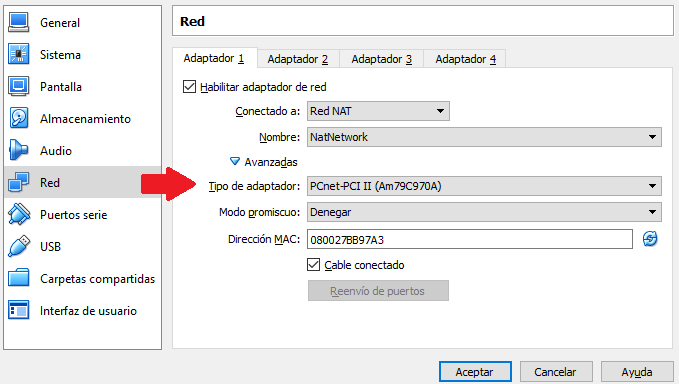 General
Sistema
Pantalla
Almacenamiento
Audio
Red
Puertos serie
USB
Carpetas compartidas
Interfaz de usuario
Red
Adaptador 1 Adaptador 2 Adaptador 3 Adaptador 4
Habilitar adaptador de red
Conectado a: Red NAT
Nombre: NatNetwork
Avanzadas
Tipo de adaptador: PCnet-PCI II (Am79C970A)
Modo promiscuo: Denegar
Dirección MAC: 080027BB97A3
Cable conectado
Reenvío de puertos
Aceptar Cancelar Ayuda